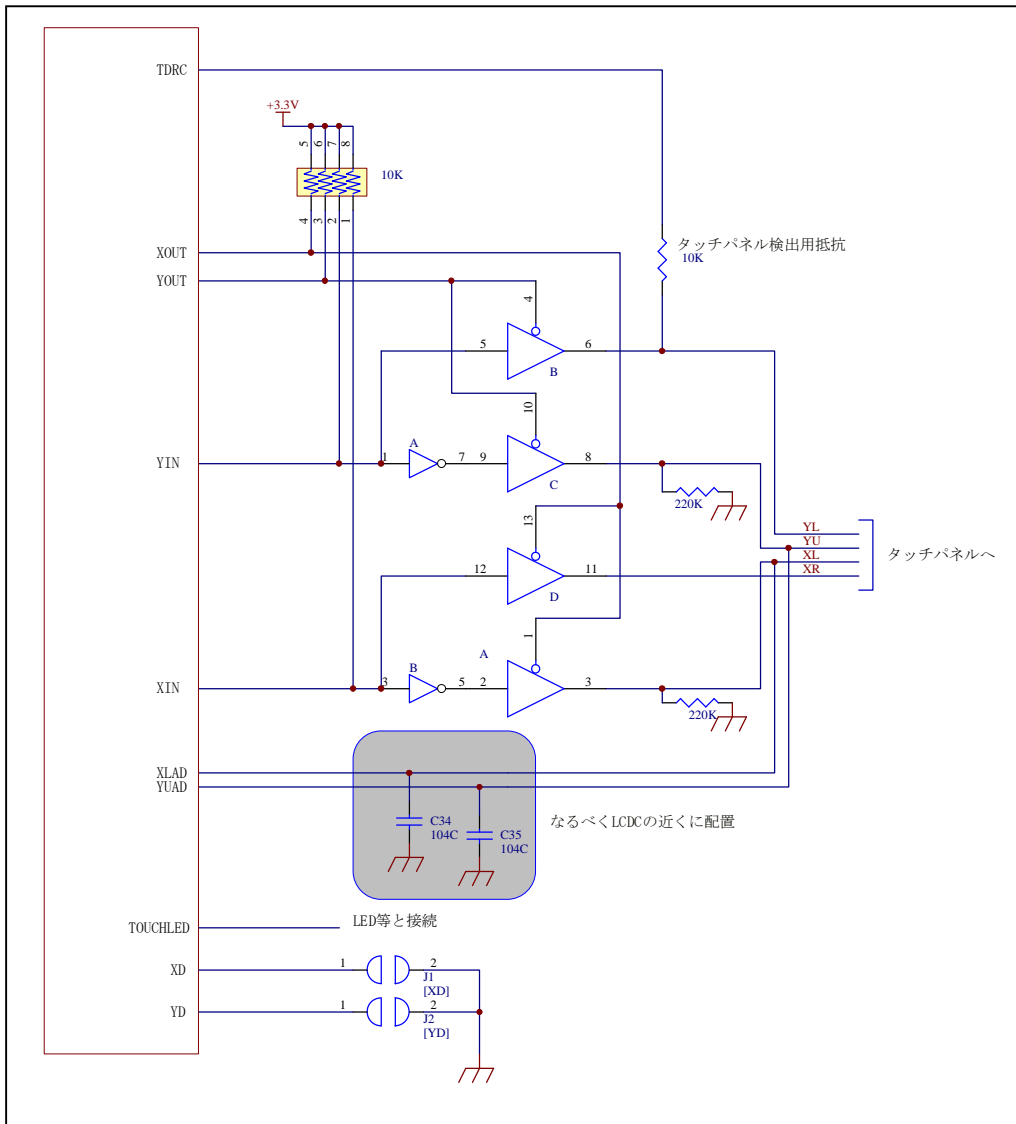 TDRC
+3.3V
5
6
7
8
10K
4
3
2
1
タッチパネル検出用抵抗
10K
XOUT
YOUT
4
5
6
B
10
YIN
1
A
7
9
8
C
220K
13
YL
YU
XL
XR
タッチパネルへ
12
11
D
1
A
XIN
3
B
5
2
3
220K
XLAD
YUAD
C34
104C
C35
104C
なるべくLCDCの近くに配置
TOUCHLED
LED等と接続
XD
1
2
J1
[XD]
YD
1
2
J2
[YD]